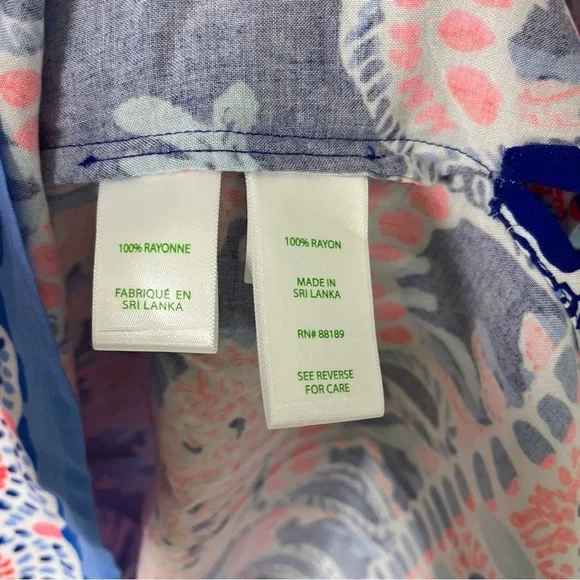 100% RAYONNE
FABRIQUÉ EN
SRI LANKA
100% RAYON
MADE IN
SRI LANKA
RN# 88189
SEE REVERSE
FOR CARE